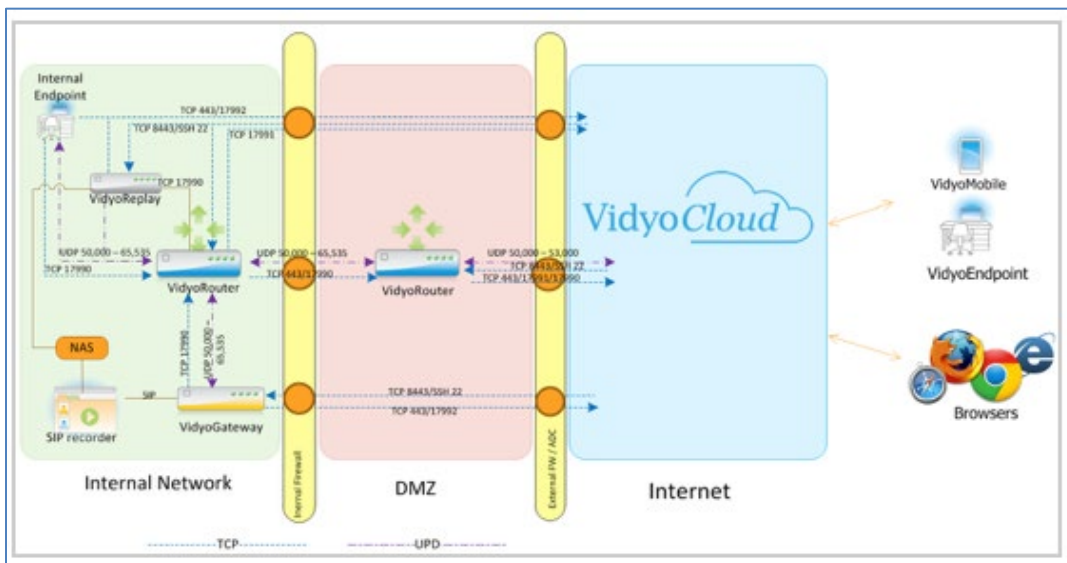 Internal
Endpoint
TCP 443/17992
TCP 8443/SSH 22
TCP 17991
TCP 17990
VidyoReplay
UDP 50,000 – 65,535
TCP 17990
VidyoRouter
UDP 50,000 – 65,535
TCP 443/17990
VidyoRouter
UDP 50,000 – 53,000
TCP 8443/SSH 22
TCP 443/17991/17990
VidyoCloud
VidyoMobile
VidyoEndpoint
Browsers
NAS
TCP 17990
UDP 50,000 –
65,535
SIP
SIP recorder
VidyoGateway
TCP 8443/SSH 22
TCP 443/17992
Inernal Firewall
External FW / ADC
Internal Network
DMZ
Internet
TCP
UPD